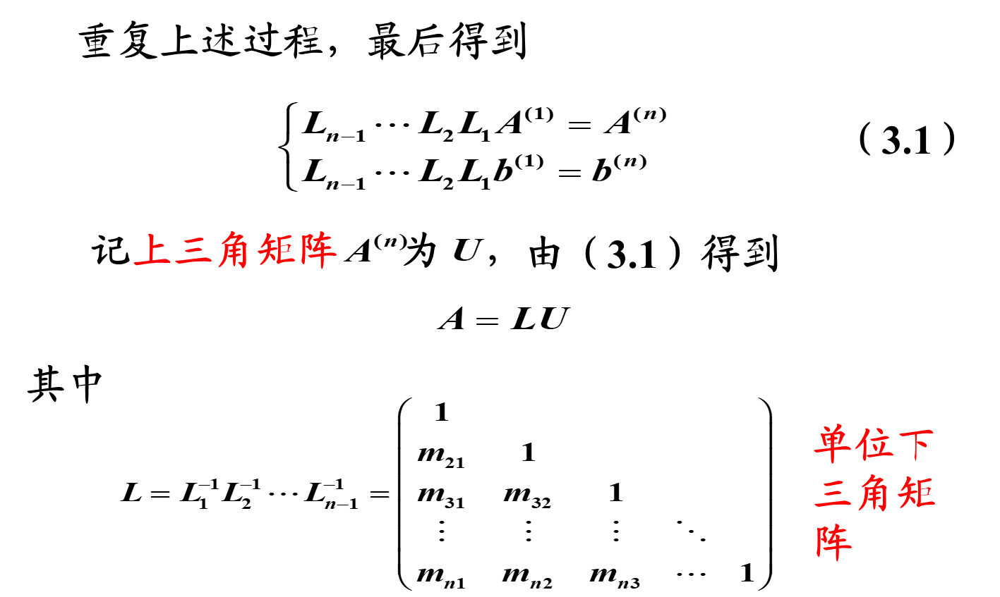 重复上述过程，最后得到
$$\begin{cases} L_{n-1} \cdots L_2 L_1 A^{(1)} = A^{(n)} \\ L_{n-1} \cdots L_2 L_1 b^{(1)} = b^{(n)} \end{cases}$$ （3.1）
记上三角矩阵 $A^{(n)}$为 $U$，由（3.1）得到
$$A = LU$$
其中
$$L = L_1^{-1} L_2^{-1} \cdots L_{n-1}^{-1} = \begin{pmatrix} 1 & & & & \\ m_{21} & 1 & & & \\ m_{31} & m_{32} & 1 & & \\ \vdots & \vdots & \vdots & \ddots & \\ m_{n1} & m_{n2} & m_{n3} & \cdots & 1 \end{pmatrix}$$
单位下
三角矩
阵